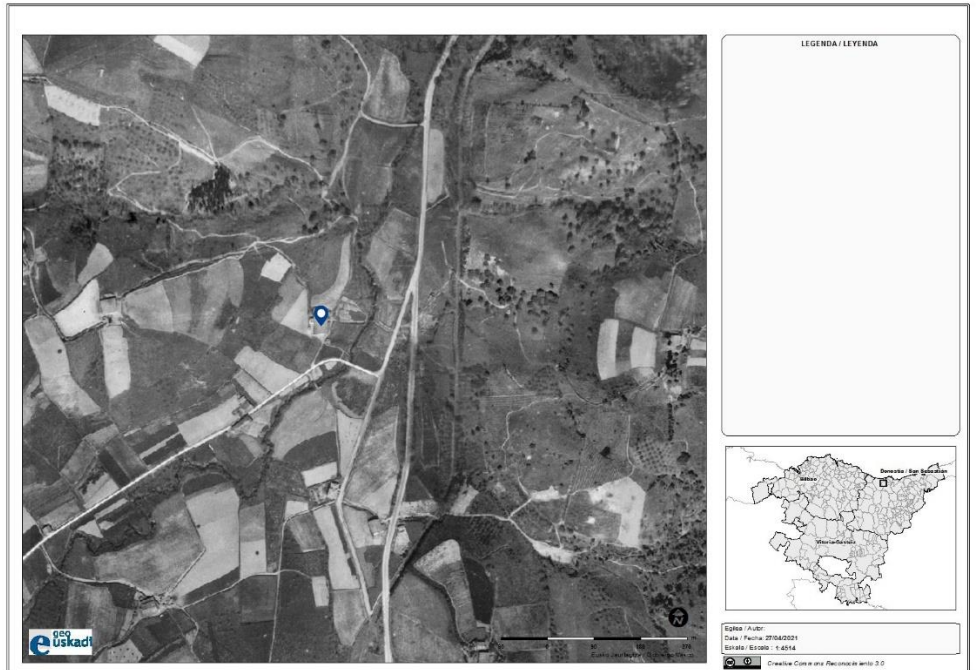 LEGENDA / LEYENDA
Bilbao
Donostia / San Sebastián
Vitoria-Gasteiz
geo
euskadi
m
Egilea / Autor:
Data / Fecha: 27/04/2021
Eskala / Escala : 1:4514
Creative Commons Reconocimiento 3.0